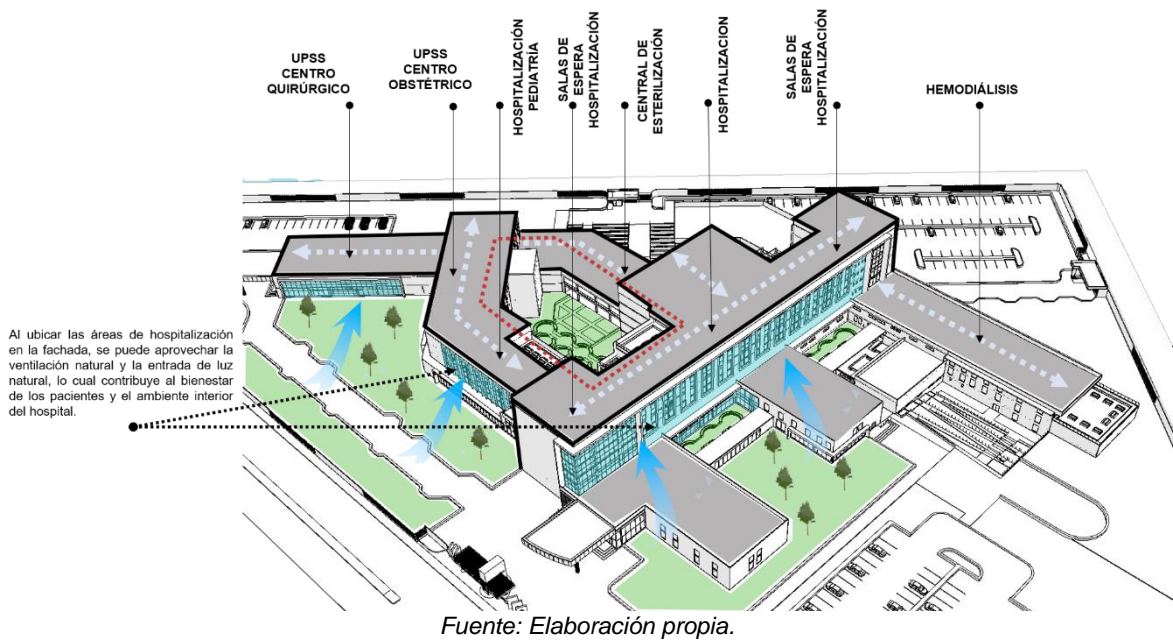 UPSS
CENTRO
QUIRÚRGICO
UPSS
CENTRO
OBSTÉTRICO
HOSPITALIZACIÓN
PEDIATRÍA
SALAS DE
ESPERA
HOSPITALIZACIÓN
CENTRAL DE
ESTERILIZACIÓN
HOSPITALIZACION
SALAS DE
ESPERA
HOSPITALIZACIÓN
HEMODIÁLISIS
Al ubicar las áreas de hospitalización
en la fachada, se puede aprovechar la
ventilación natural y la entrada de luz
natural, lo cual contribuye al bienestar
de los pacientes y el ambiente interior
del hospital.
Fuente: Elaboración propia.